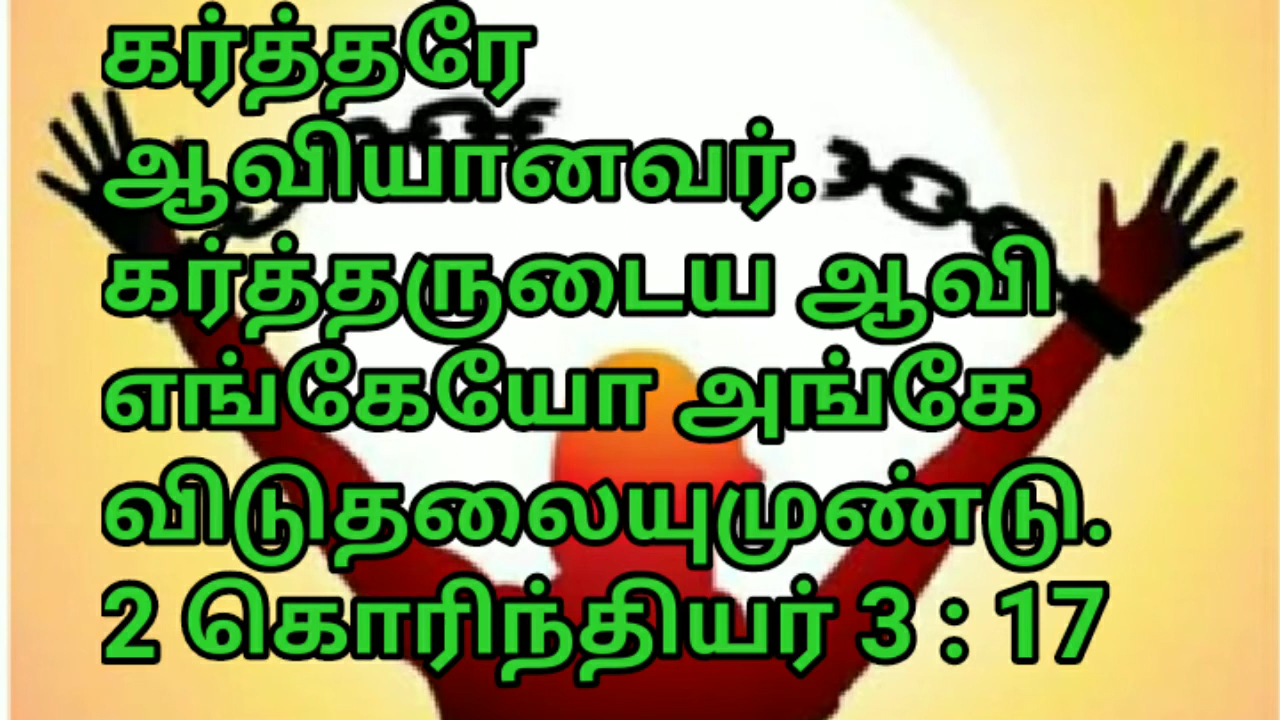 கர்த்தரே
ஆவியானவர்.
கர்த்தருடைய ஆவி
எங்கேயோ அங்கே
விடுதலையுமுண்டு.
2 கொரிந்தியர் 3 : 17